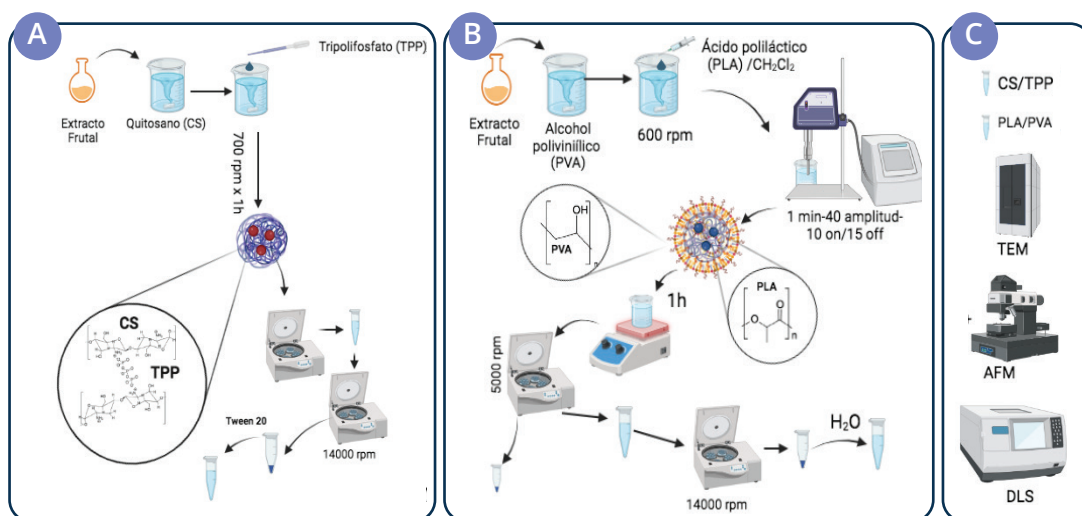 A
Tripolifosfato (TPP)
Extracto
Frutal
Quitosano (CS)
700 rpm x 1h
CS
TPP
Tween 20
14000 rpm
B
Ácido poliláctico
(PLA) /CH₂Cl₂
Extracto
Frutal
Alcohol
poliviniílico
(PVA)
600 rpm
1 min-40 amplitud-
10 on/15 off
OH
PVA
n
1h
PLA
O
O
n
5000 rpm
14000 rpm
H₂O
C
CS/TPP
PLA/PVA
TEM
AFM
DLS